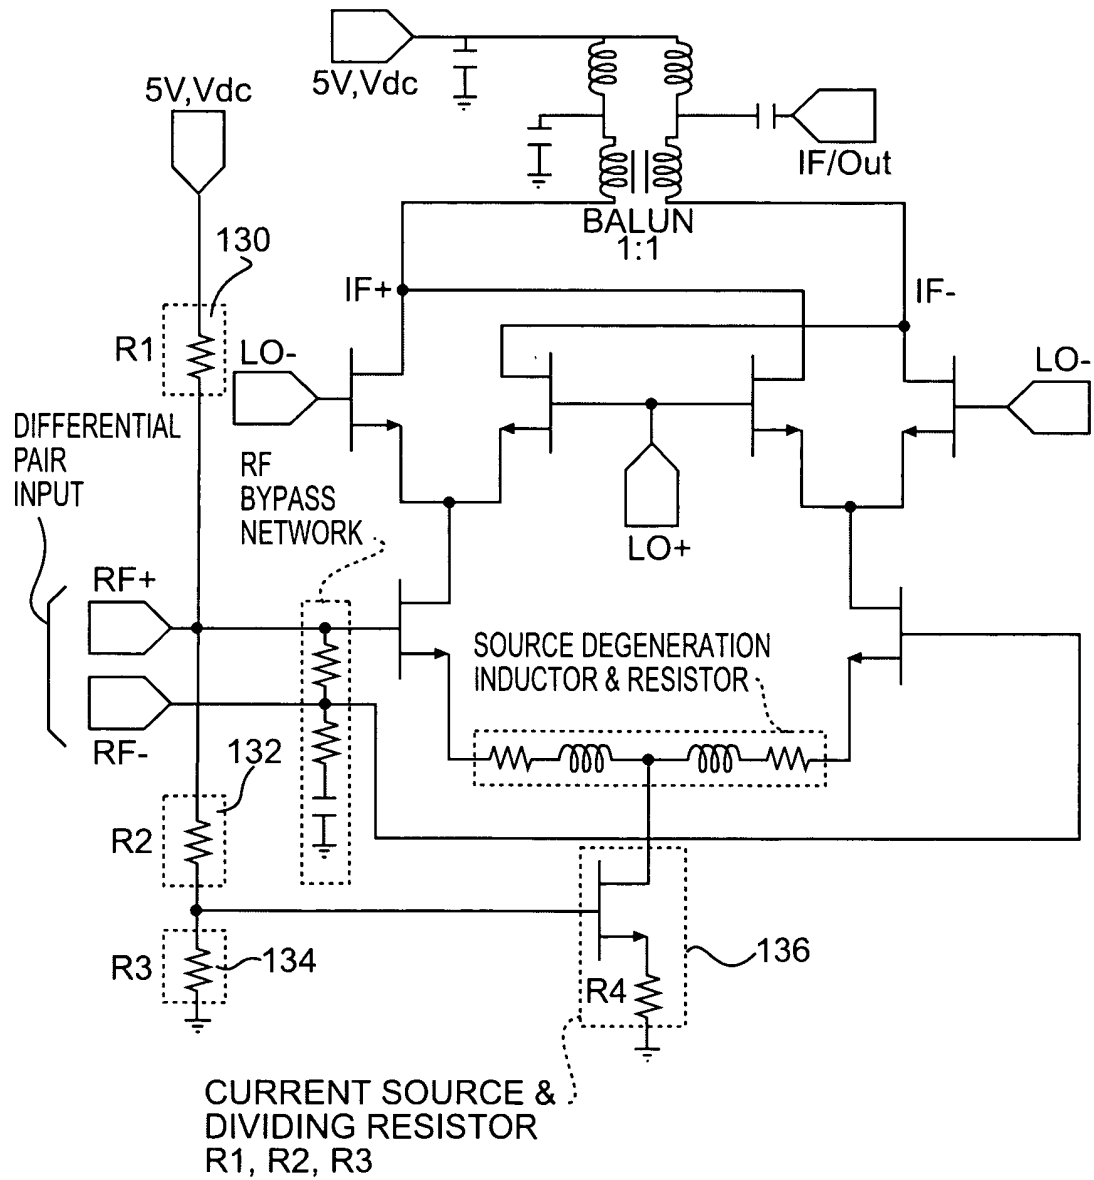 5V,Vdc
5V,Vdc
IF/Out
BALUN
1:1
130
IF+
IF-
R1
LO-
LO-
DIFFERENTIAL
PAIR
INPUT
RF
BYPASS
NETWORK
LO+
RF+
SOURCE DEGENERATION
INDUCTOR & RESISTOR
RF-
132
R2
R3
134
136
R4
CURRENT SOURCE &
DIVIDING RESISTOR
R1, R2, R3